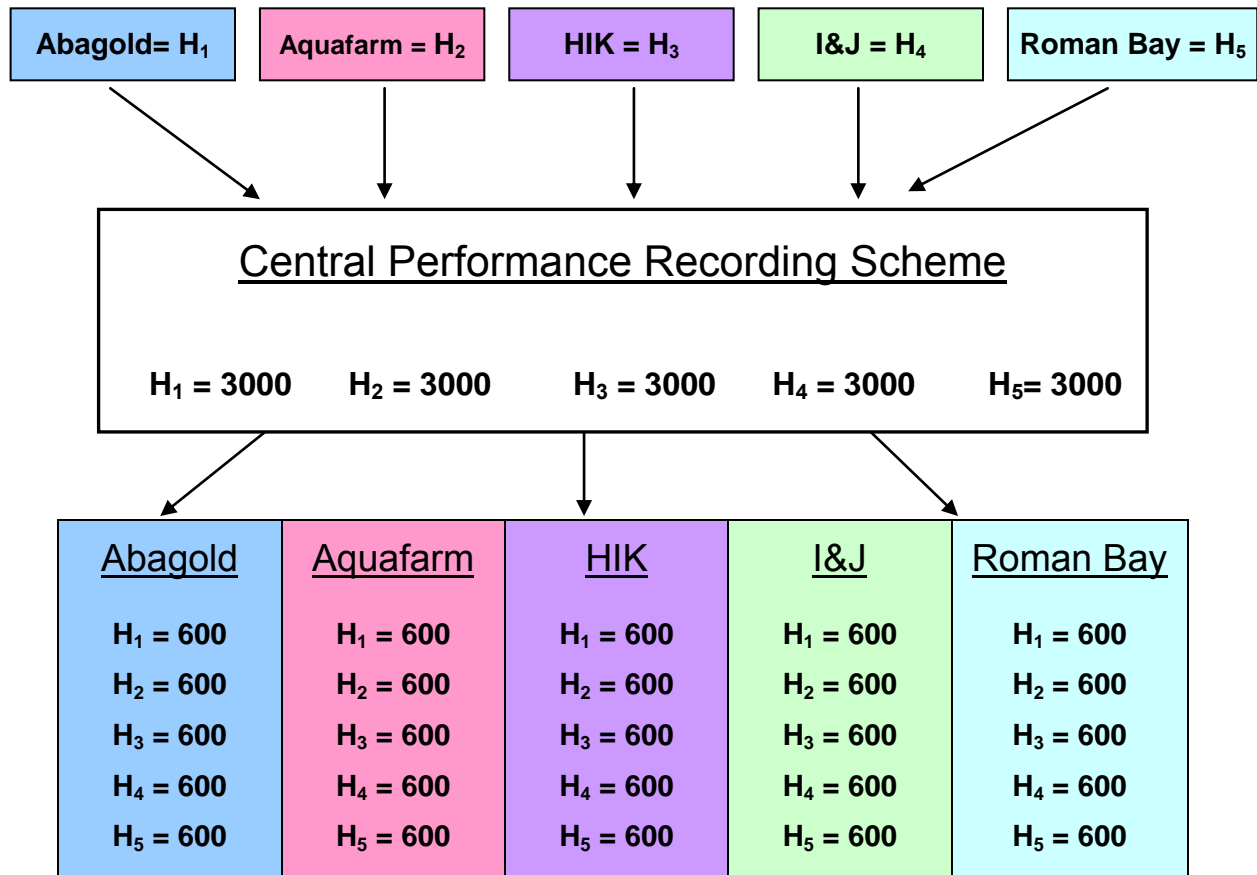 Abagold= H₁ Aquafarm = H₂ HIK = H₃ I&J = H₄ Roman Bay = H₅
Central Performance Recording Scheme
H₁ = 3000 H₂ = 3000 H₃ = 3000 H₄ = 3000 H₅= 3000
Abagold Aquafarm HIK I&J Roman Bay
H₁ = 600 H₁ = 600 H₁ = 600 H₁ = 600 H₁ = 600
H₂ = 600 H₂ = 600 H₂ = 600 H₂ = 600 H₂ = 600
H₃ = 600 H₃ = 600 H₃ = 600 H₃ = 600 H₃ = 600
H₄ = 600 H₄ = 600 H₄ = 600 H₄ = 600 H₄ = 600
H₅ = 600 H₅ = 600 H₅ = 600 H₅ = 600 H₅ = 600